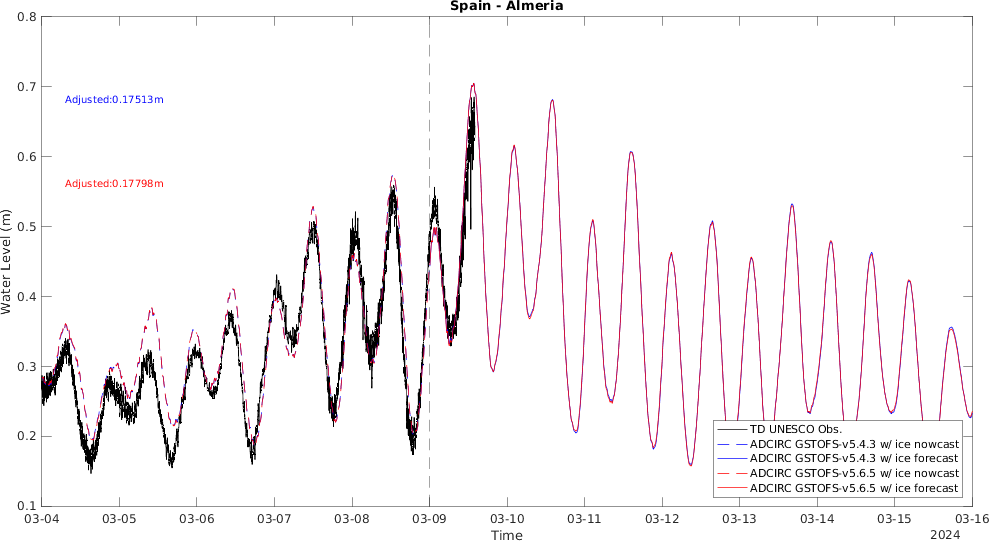 Spain - Almeria
0.8
0.7
0.6
0.5
0.4
0.3
0.2
0.1
Water Level (m)
Adjusted:0.17513m
Adjusted:0.17798m
TD UNESCO Obs.
ADCIRC GSTOFS-v5.4.3 w/ ice nowcast
ADCIRC GSTOFS-v5.4.3 w/ ice forecast
ADCIRC GSTOFS-v5.6.5 w/ ice nowcast
ADCIRC GSTOFS-v5.6.5 w/ ice forecast
03-04 03-05 03-06 03-07 03-08 03-09 03-10 03-11 03-12 03-13 03-14 03-15 03-16
Time
2024